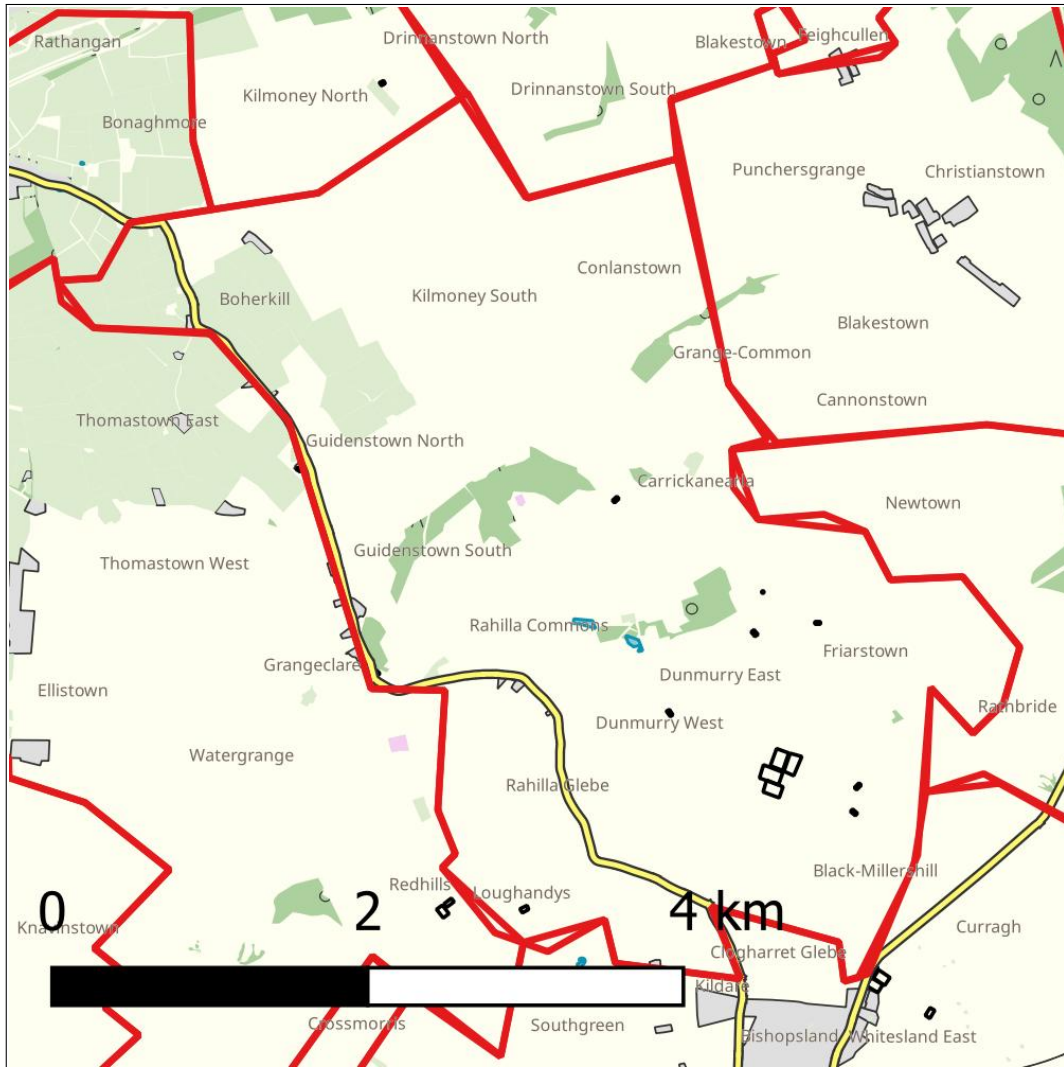 Rathangan
Drinnanstown North
Blakestown
Feighcullen
Kilmoney North
Drinnanstown South
Bonaghmore
Punchersgrange
Christianstown
Conlanstown
Boherkill
Kilmoney South
Blakestown
Grange-Common
Cannonstown
Thomastown East
Guidenstown North
Carrickanearla
Newtown
Guidenstown South
Thomastown West
Rahilla Commons
Friarstown
Grangeclare
Dunmurry East
Ellistown
Rathbride
Dunmurry West
Watergrange
Rahilla Glebe
Black-Millershill
Redhills
Loughandys
0
2
4 km
Knavinstown
Curragh
Clogharret Glebe
Kildare
Crossmorris
Southgreen
Bishopsland
Whitesland East